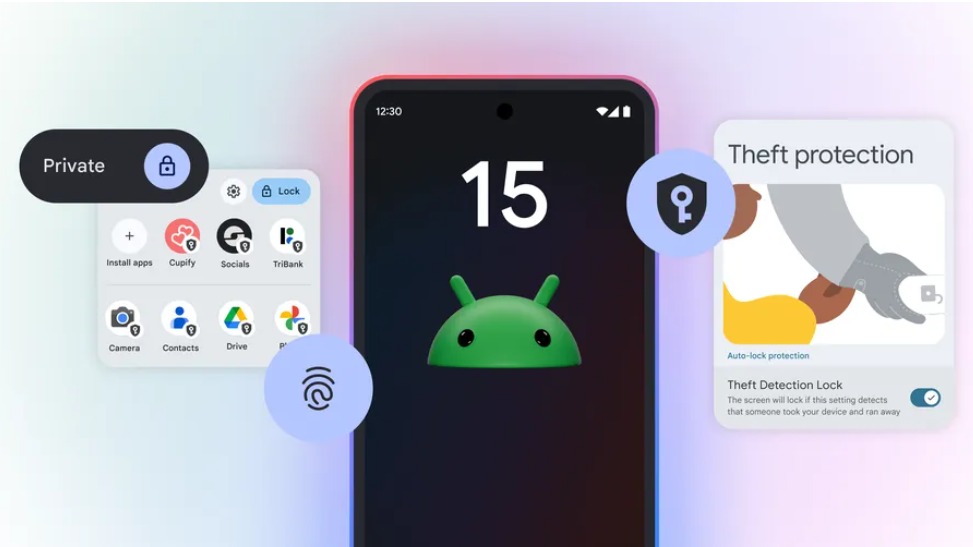 Private
Lock
Install apps
Cupify
Socials
TriBank
Camera
Contacts
Drive
12:30
15
Theft protection
Auto-lock protection
Theft Detection Lock
The screen will lock if this setting detects
that someone took your device and ran away